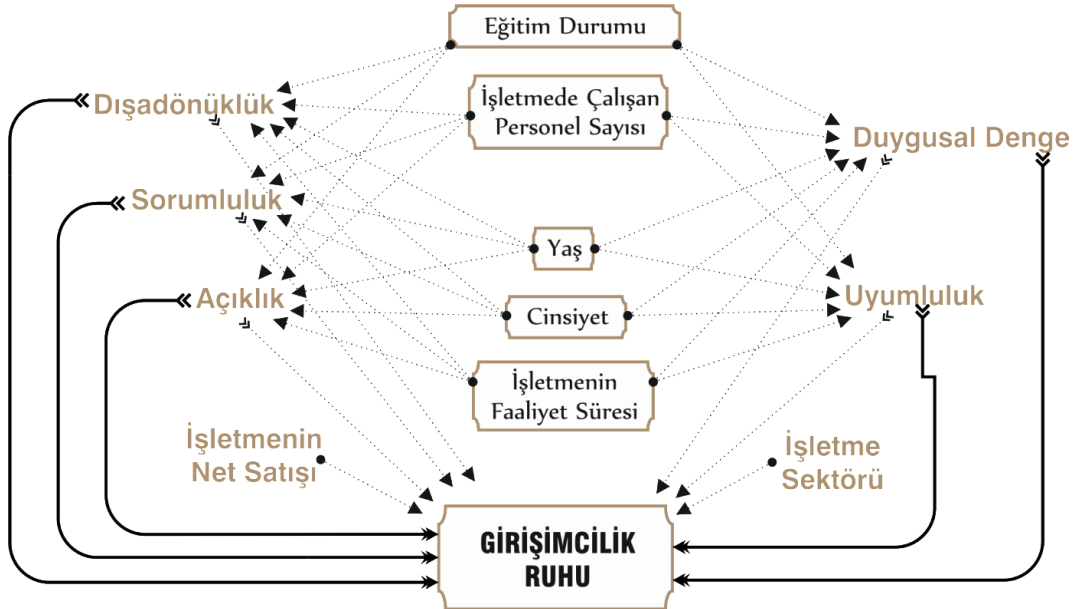 Eğitim Durumu
İşletmede Çalışan
Personel Sayısı
Dışadönüklük
Duygusal Denge
Sorumluluk
Yaş
Açıklık
Uyumluluk
Cinsiyet
İşletmenin
Faaliyet Süresi
İşletmenin
Net Satışı
İşletme
Sektörü
GİRİŞİMCİLİK
RUHU